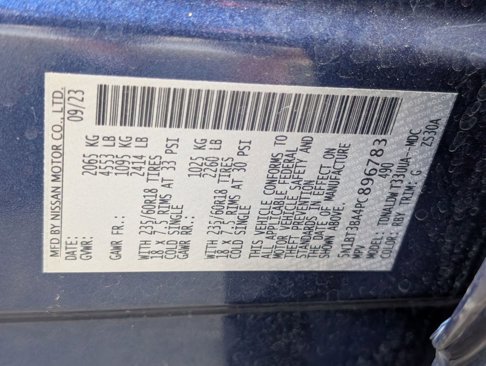 MFD BY NISSAN MOTOR CO., LTD.
DATE: 09/23
GVWR: 2065 KG
4553 LB
GAWR FR.: 1095 KG
2414 LB
WITH 235/60R18 TIRES
18 X 7.5 RIMS AT 33 PSI
COLD SINGLE
GAWR RR.: 1025 KG
2260 LB
WITH 235/60R18 TIRES
18 X 7.5 RIMS AT 36 PSI
COLD SINGLE
THIS VEHICLE CONFORMS TO
ALL APPLICABLE FEDERAL
MOTOR VEHICLE SAFETY AND
THEFT PREVENTION
STANDARDS IN EFFECT ON
THE DATE OF MANUFACTURE
SHOWN ABOVE.
5N1BT3BA4PC896783
MPV 490
MODEL TDNALDWT33UUA--MDC
COLOR: RBY TRIM: G ZS30A